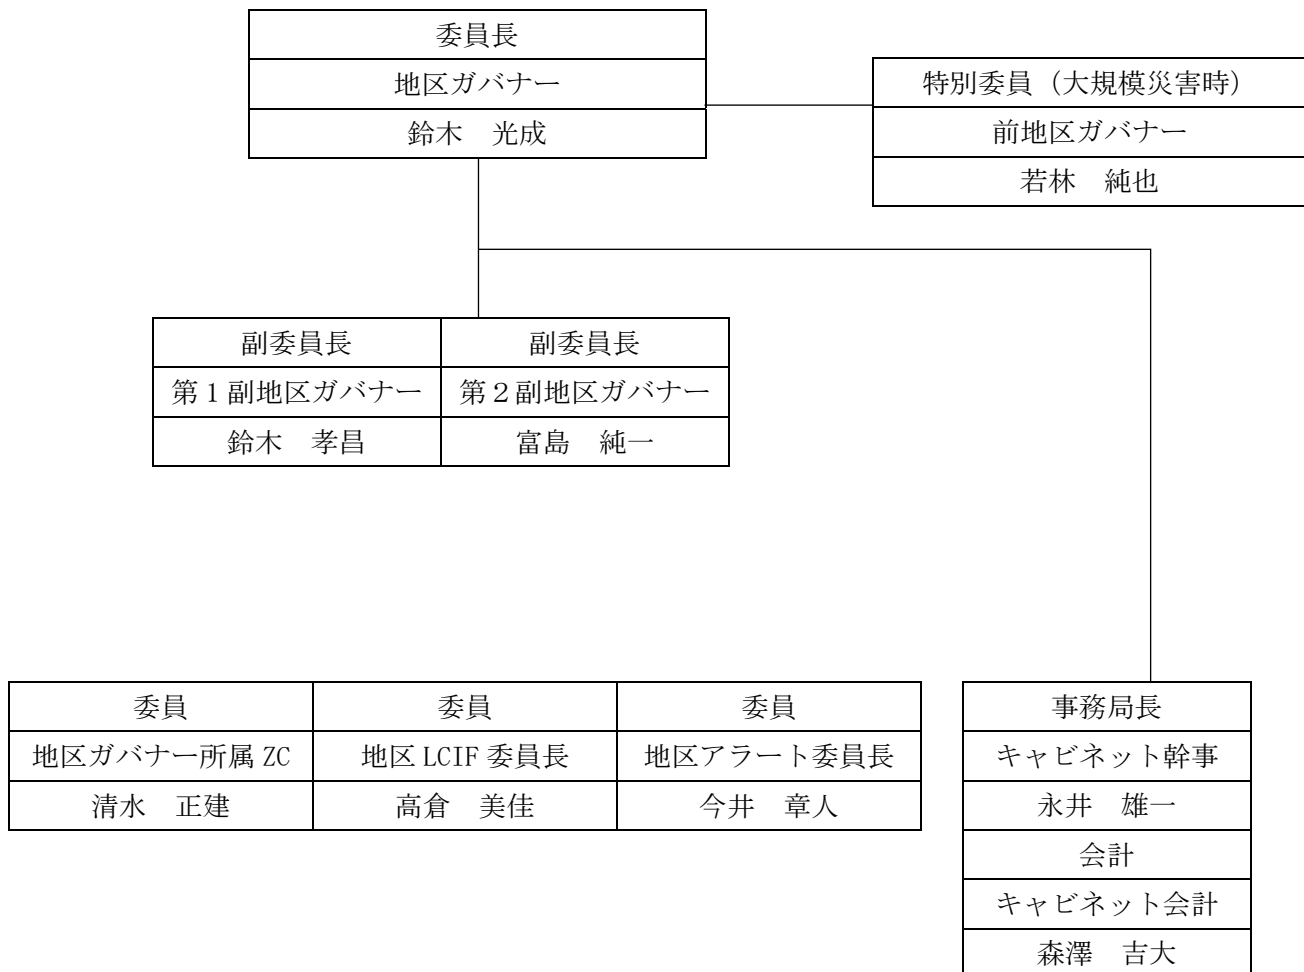 委員長
地区ガバナー
鈴木　光成
特別委員（大規模災害時）
前地区ガバナー
若林　純也
副委員長　副委員長
第１副地区ガバナー　第２副地区ガバナー
鈴木　孝昌　富島　純一
委員　委員　委員
地区ガバナー所属 ZC　地区 LCIF 委員長　地区アラート委員長
清水　正建　高倉　美佳　今井　章人
事務局長
キャビネット幹事
永井　雄一
会計
キャビネット会計
森澤　吉大